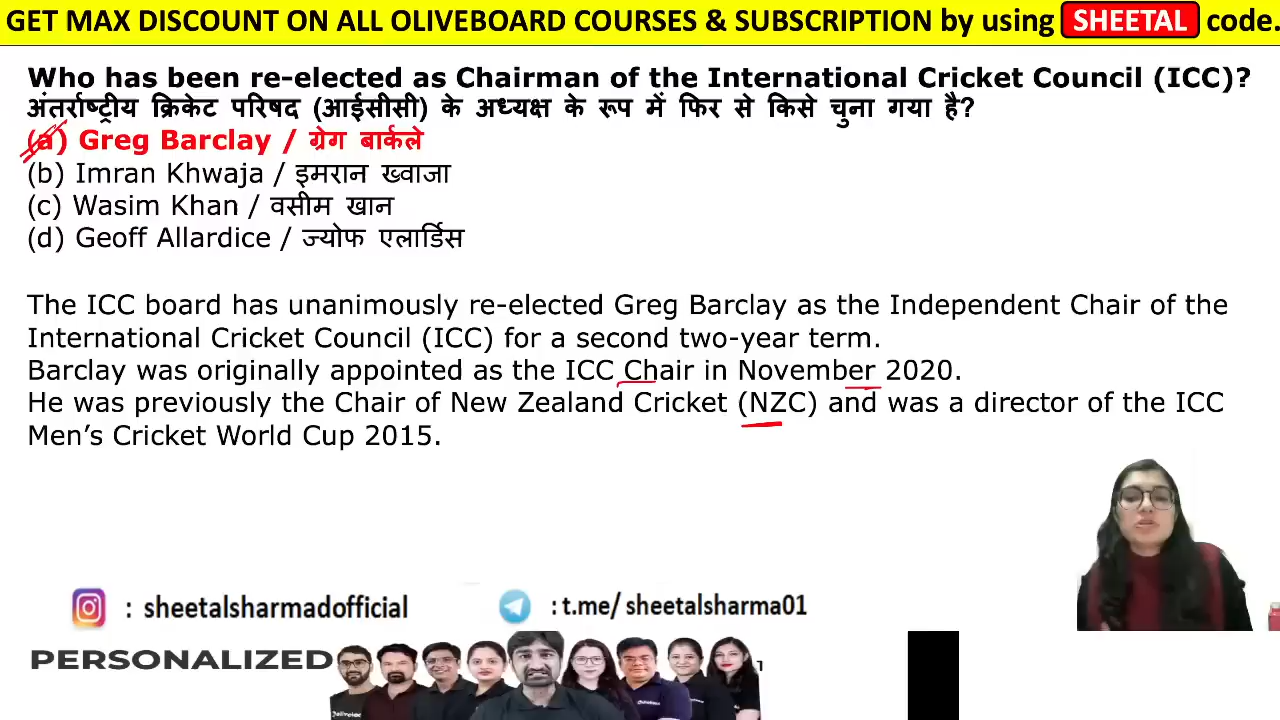 GET MAX DISCOUNT ON ALL OLIVEBOARD COURSES & SUBSCRIPTION by using SHEETAL code.
Who has been re-elected as Chairman of the International Cricket Council (ICC)?
अंतर्राष्ट्रीय क्रिकेट परिषद (आईसीसी) के अध्यक्ष के रूप में फिर से किसे चुना गया है?
(a) Greg Barclay / ग्रेग बार्कले
(b) Imran Khwaja / इमरान ख्वाजा
(c) Wasim Khan / वसीम खान
(d) Geoff Allardice / ज्योफ एलार्डिस
The ICC board has unanimously re-elected Greg Barclay as the Independent Chair of the
International Cricket Council (ICC) for a second two-year term.
Barclay was originally appointed as the ICC Chair in November 2020.
He was previously the Chair of New Zealand Cricket (NZC) and was a director of the ICC
Men’s Cricket World Cup 2015.
: sheetalsharmadofficial
: t.me/ sheetalsharma01
PERSONALIZED